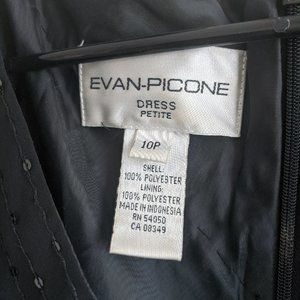 EVAN-PICONE
DRESS
PETITE
10P
SHELL:
100% POLYESTER
LINING:
100% POLYESTER
MADE IN INDONESIA
RN 54050
CA 08349